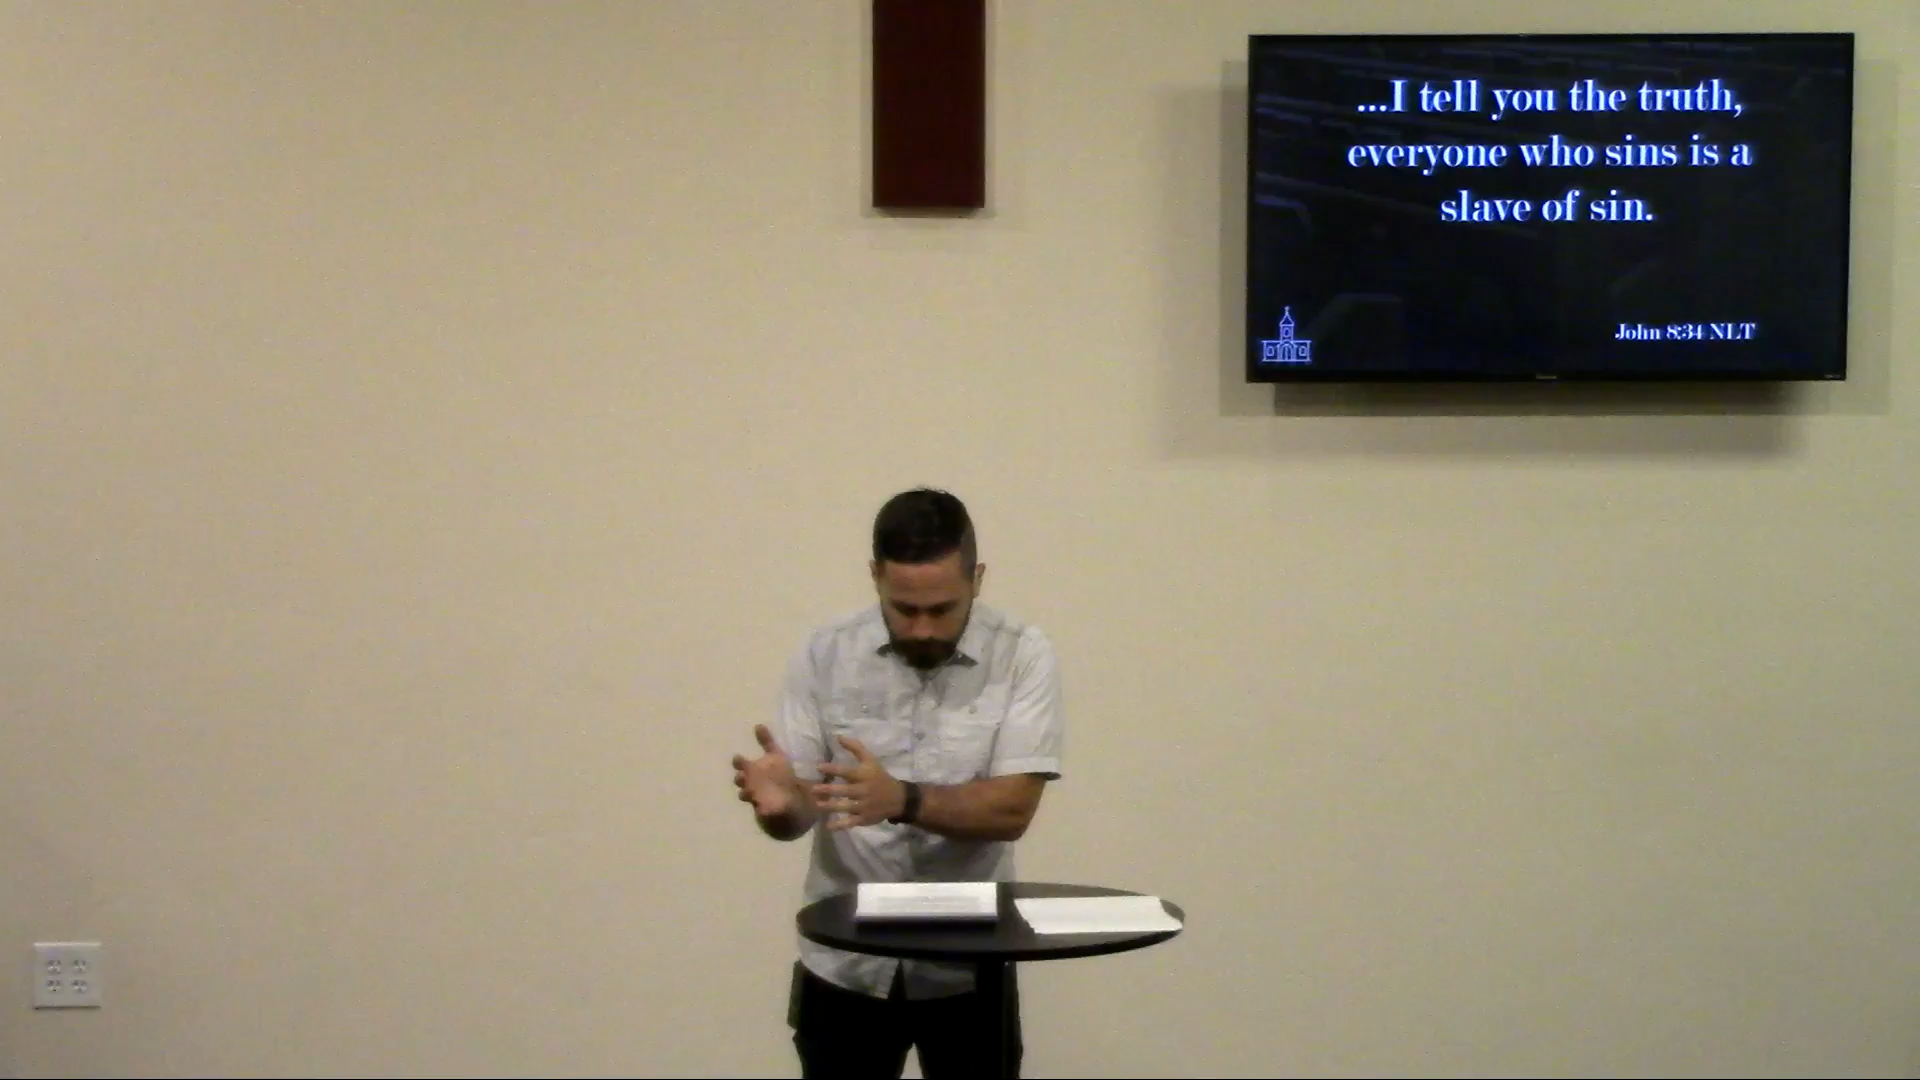 ...I tell you the truth,
everyone who sins is a
slave of sin.
John 8:34 NLT